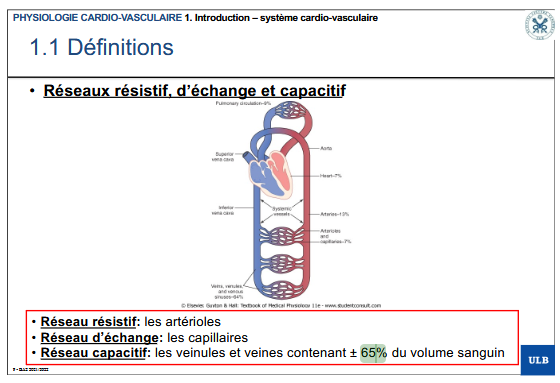 PHYSIOLOGIE CARDIO-VASCULAIRE 1. Introduction – système cardio-vasculaire
1.1 Définitions
• Réseaux résistif, d'échange et capacitif
Pulmonary circulation–9%
Aorta
Superior
vena cava
Heart–7%
Inferior
vena cava
Systemic
vessels
Arteries–13%
Arterioles
and
capillaries–7%
Veins, venules,
and venous
sinuses–64%
© Elsevier. Guyton & Hall: Textbook of Medical Physiology 11e - www.studentconsult.com
• Réseau résistif: les artérioles
• Réseau d'échange: les capillaires
• Réseau capacitif: les veinules et veines contenant ± 65% du volume sanguin
ULB